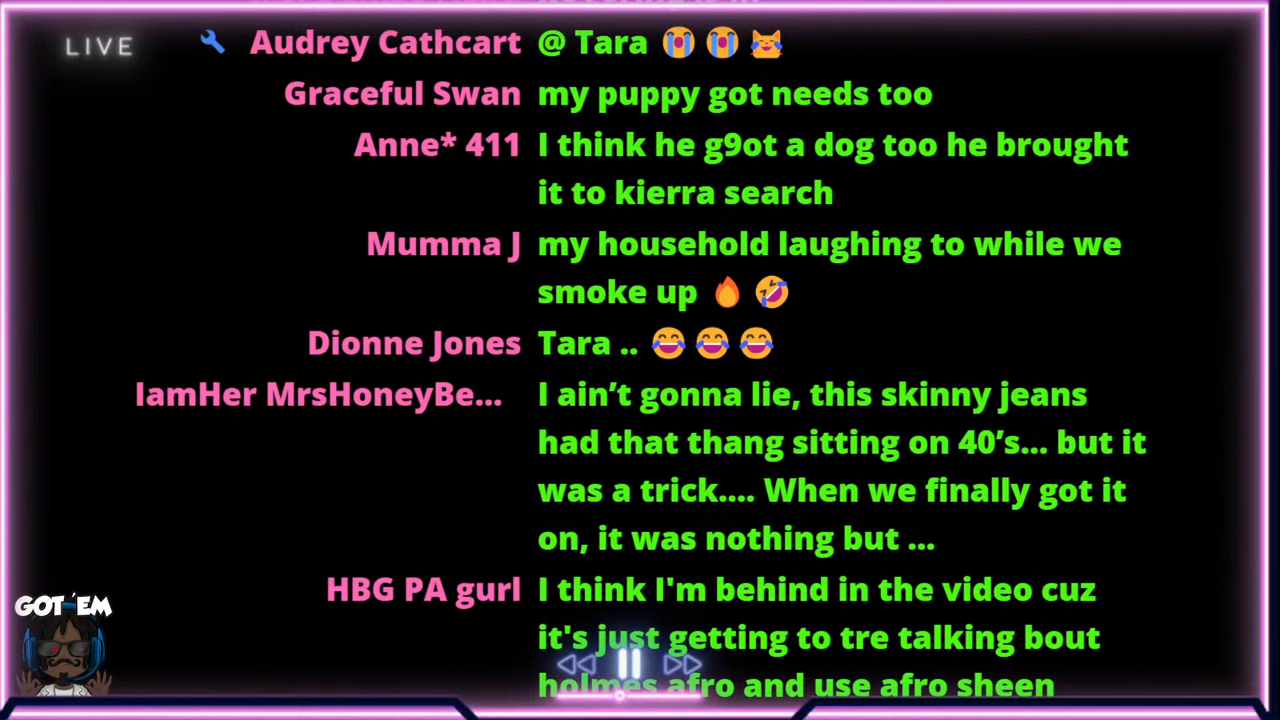 LIVE
Audrey Cathcart @ Tara 😭 😭 😹
Graceful Swan my puppy got needs too
Anne* 411 I think he g9ot a dog too he brought
it to kierra search
Mumma J my household laughing to while we
smoke up 🔥 🤣
Dionne Jones Tara .. 😂 😂 😂
IamHer MrsHoneyBe... I ain’t gonna lie, this skinny jeans
had that thang sitting on 40’s... but it
was a trick.... When we finally got it
on, it was nothing but ...
HBG PA gurl I think I'm behind in the video cuz
it's just getting to tre talking bout
holmes afro and use afro sheen
GOT 'EM